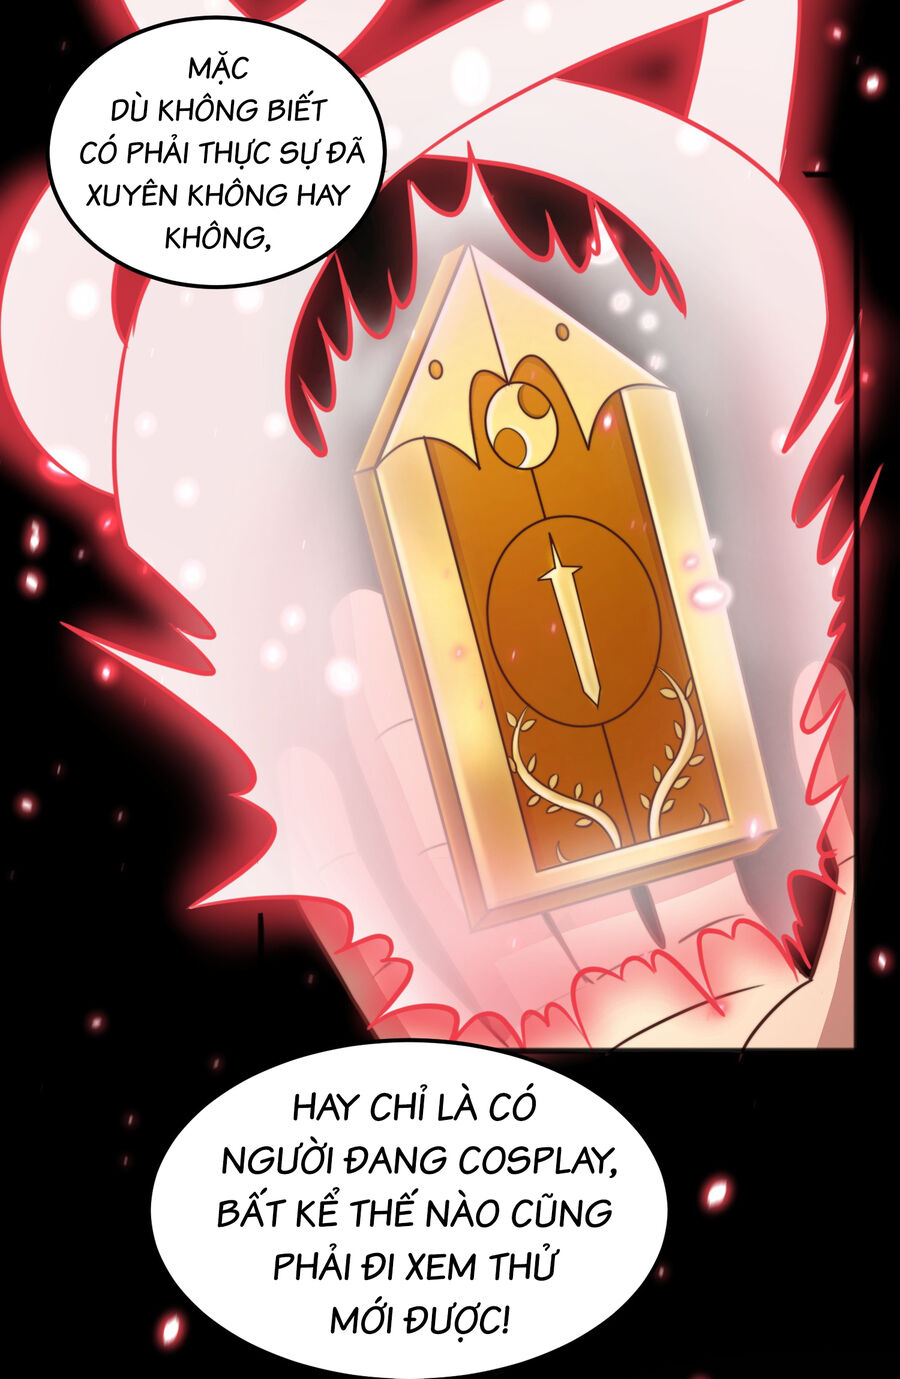 MẶC
DÙ KHÔNG BIẾT
CÓ PHẢI THỰC SỰ ĐÃ
XUYÊN KHÔNG HAY
KHÔNG,
HAY CHỈ LÀ CÓ
NGƯỜI ĐANG COSPLAY,
BẤT KỂ THẾ NÀO CŨNG
PHẢI ĐI XEM THỬ
MỚI ĐƯỢC!